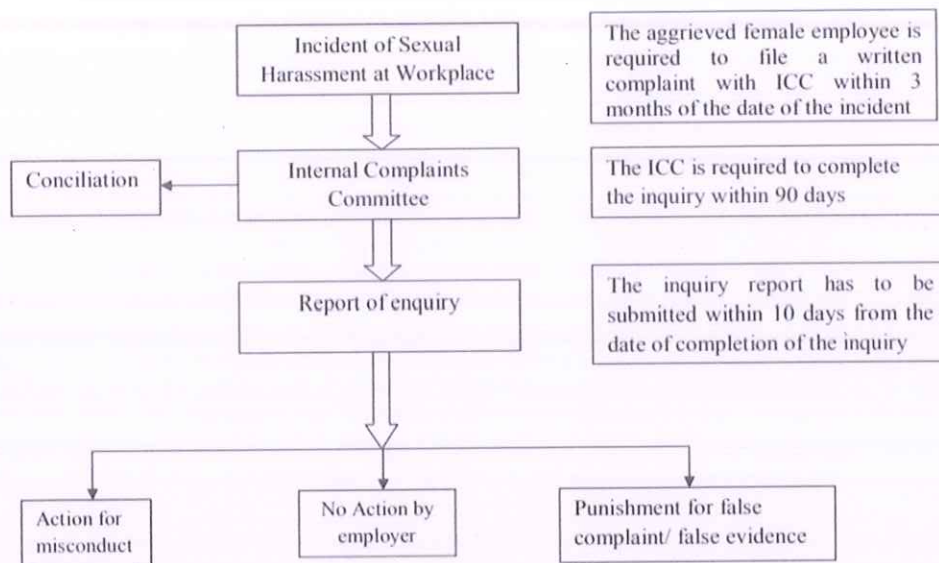 Incident of Sexual
Harassment at Workplace
The aggrieved female employee is
required to file a written
complaint with ICC within 3
months of the date of the incident
Conciliation
Internal Complaints
Committee
The ICC is required to complete
the inquiry within 90 days
Report of enquiry
The inquiry report has to be
submitted within 10 days from the
date of completion of the inquiry
Action for
misconduct
No Action by
employer
Punishment for false
complaint/ false evidence